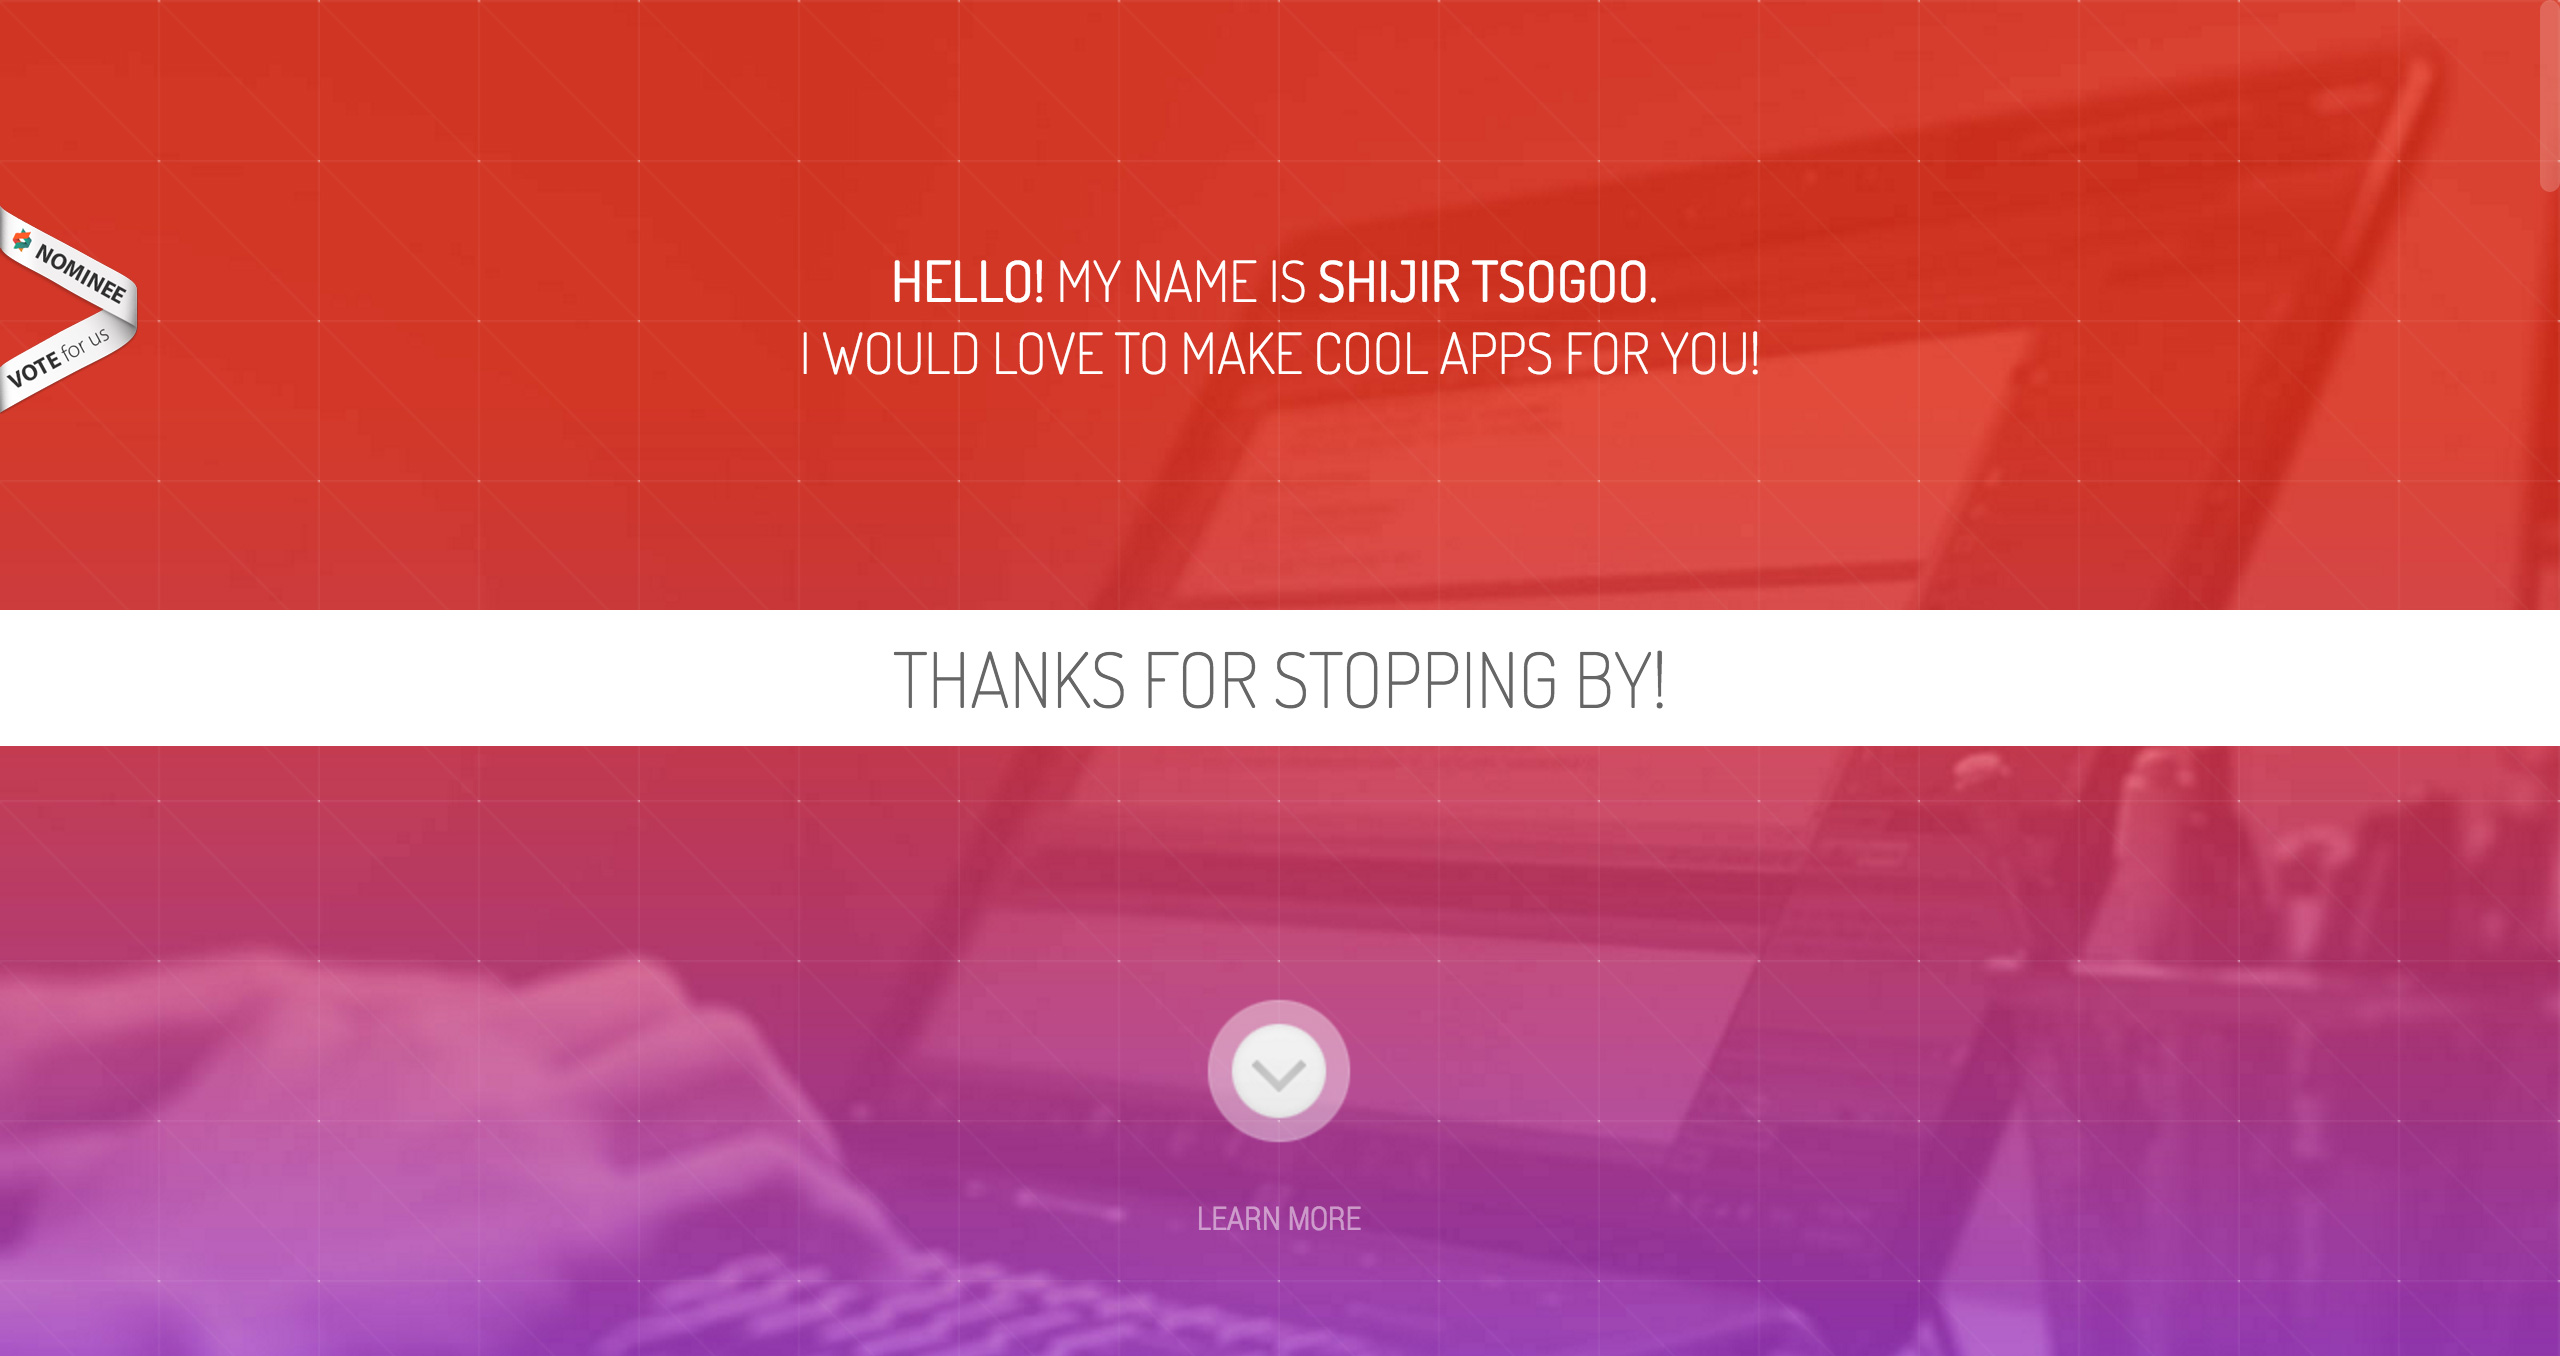 NOMINEE
VOTE for us
HELLO! MY NAME IS SHIJIR TSOGOO.
I WOULD LOVE TO MAKE COOL APPS FOR YOU!
THANKS FOR STOPPING BY!
LEARN MORE